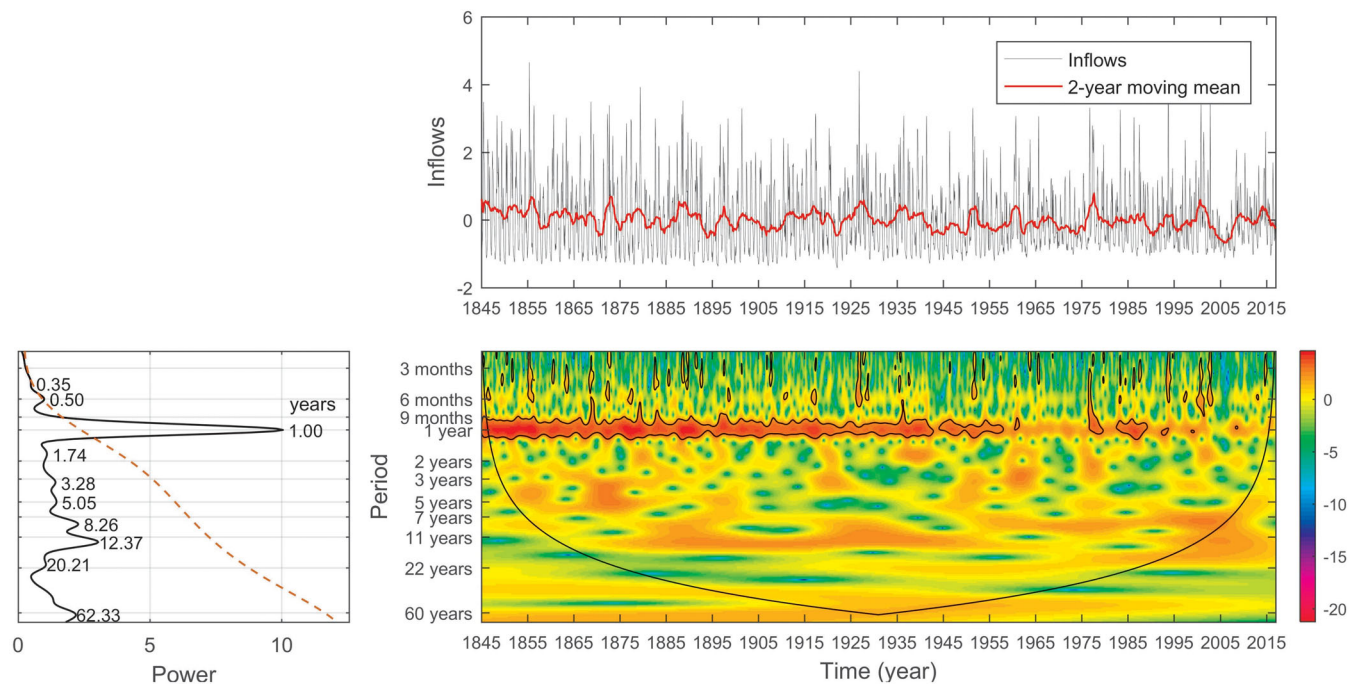 6
4
2
0
-2
Inflows
Inflows
2-year moving mean
1845 1855 1865 1875 1885 1895 1905 1915 1925 1935 1945 1955 1965 1975 1985 1995 2005 2015
0.35
0.50
years
1.00
1.74
3.28
5.05
8.26
12.37
20.21
62.33
0 5 10
Power
Period
3 months
6 months
9 months
1 year
2 years
3 years
5 years
7 years
11 years
22 years
60 years
1845 1855 1865 1875 1885 1895 1905 1915 1925 1935 1945 1955 1965 1975 1985 1995 2005 2015
Time (year)
0
-5
-10
-15
-20